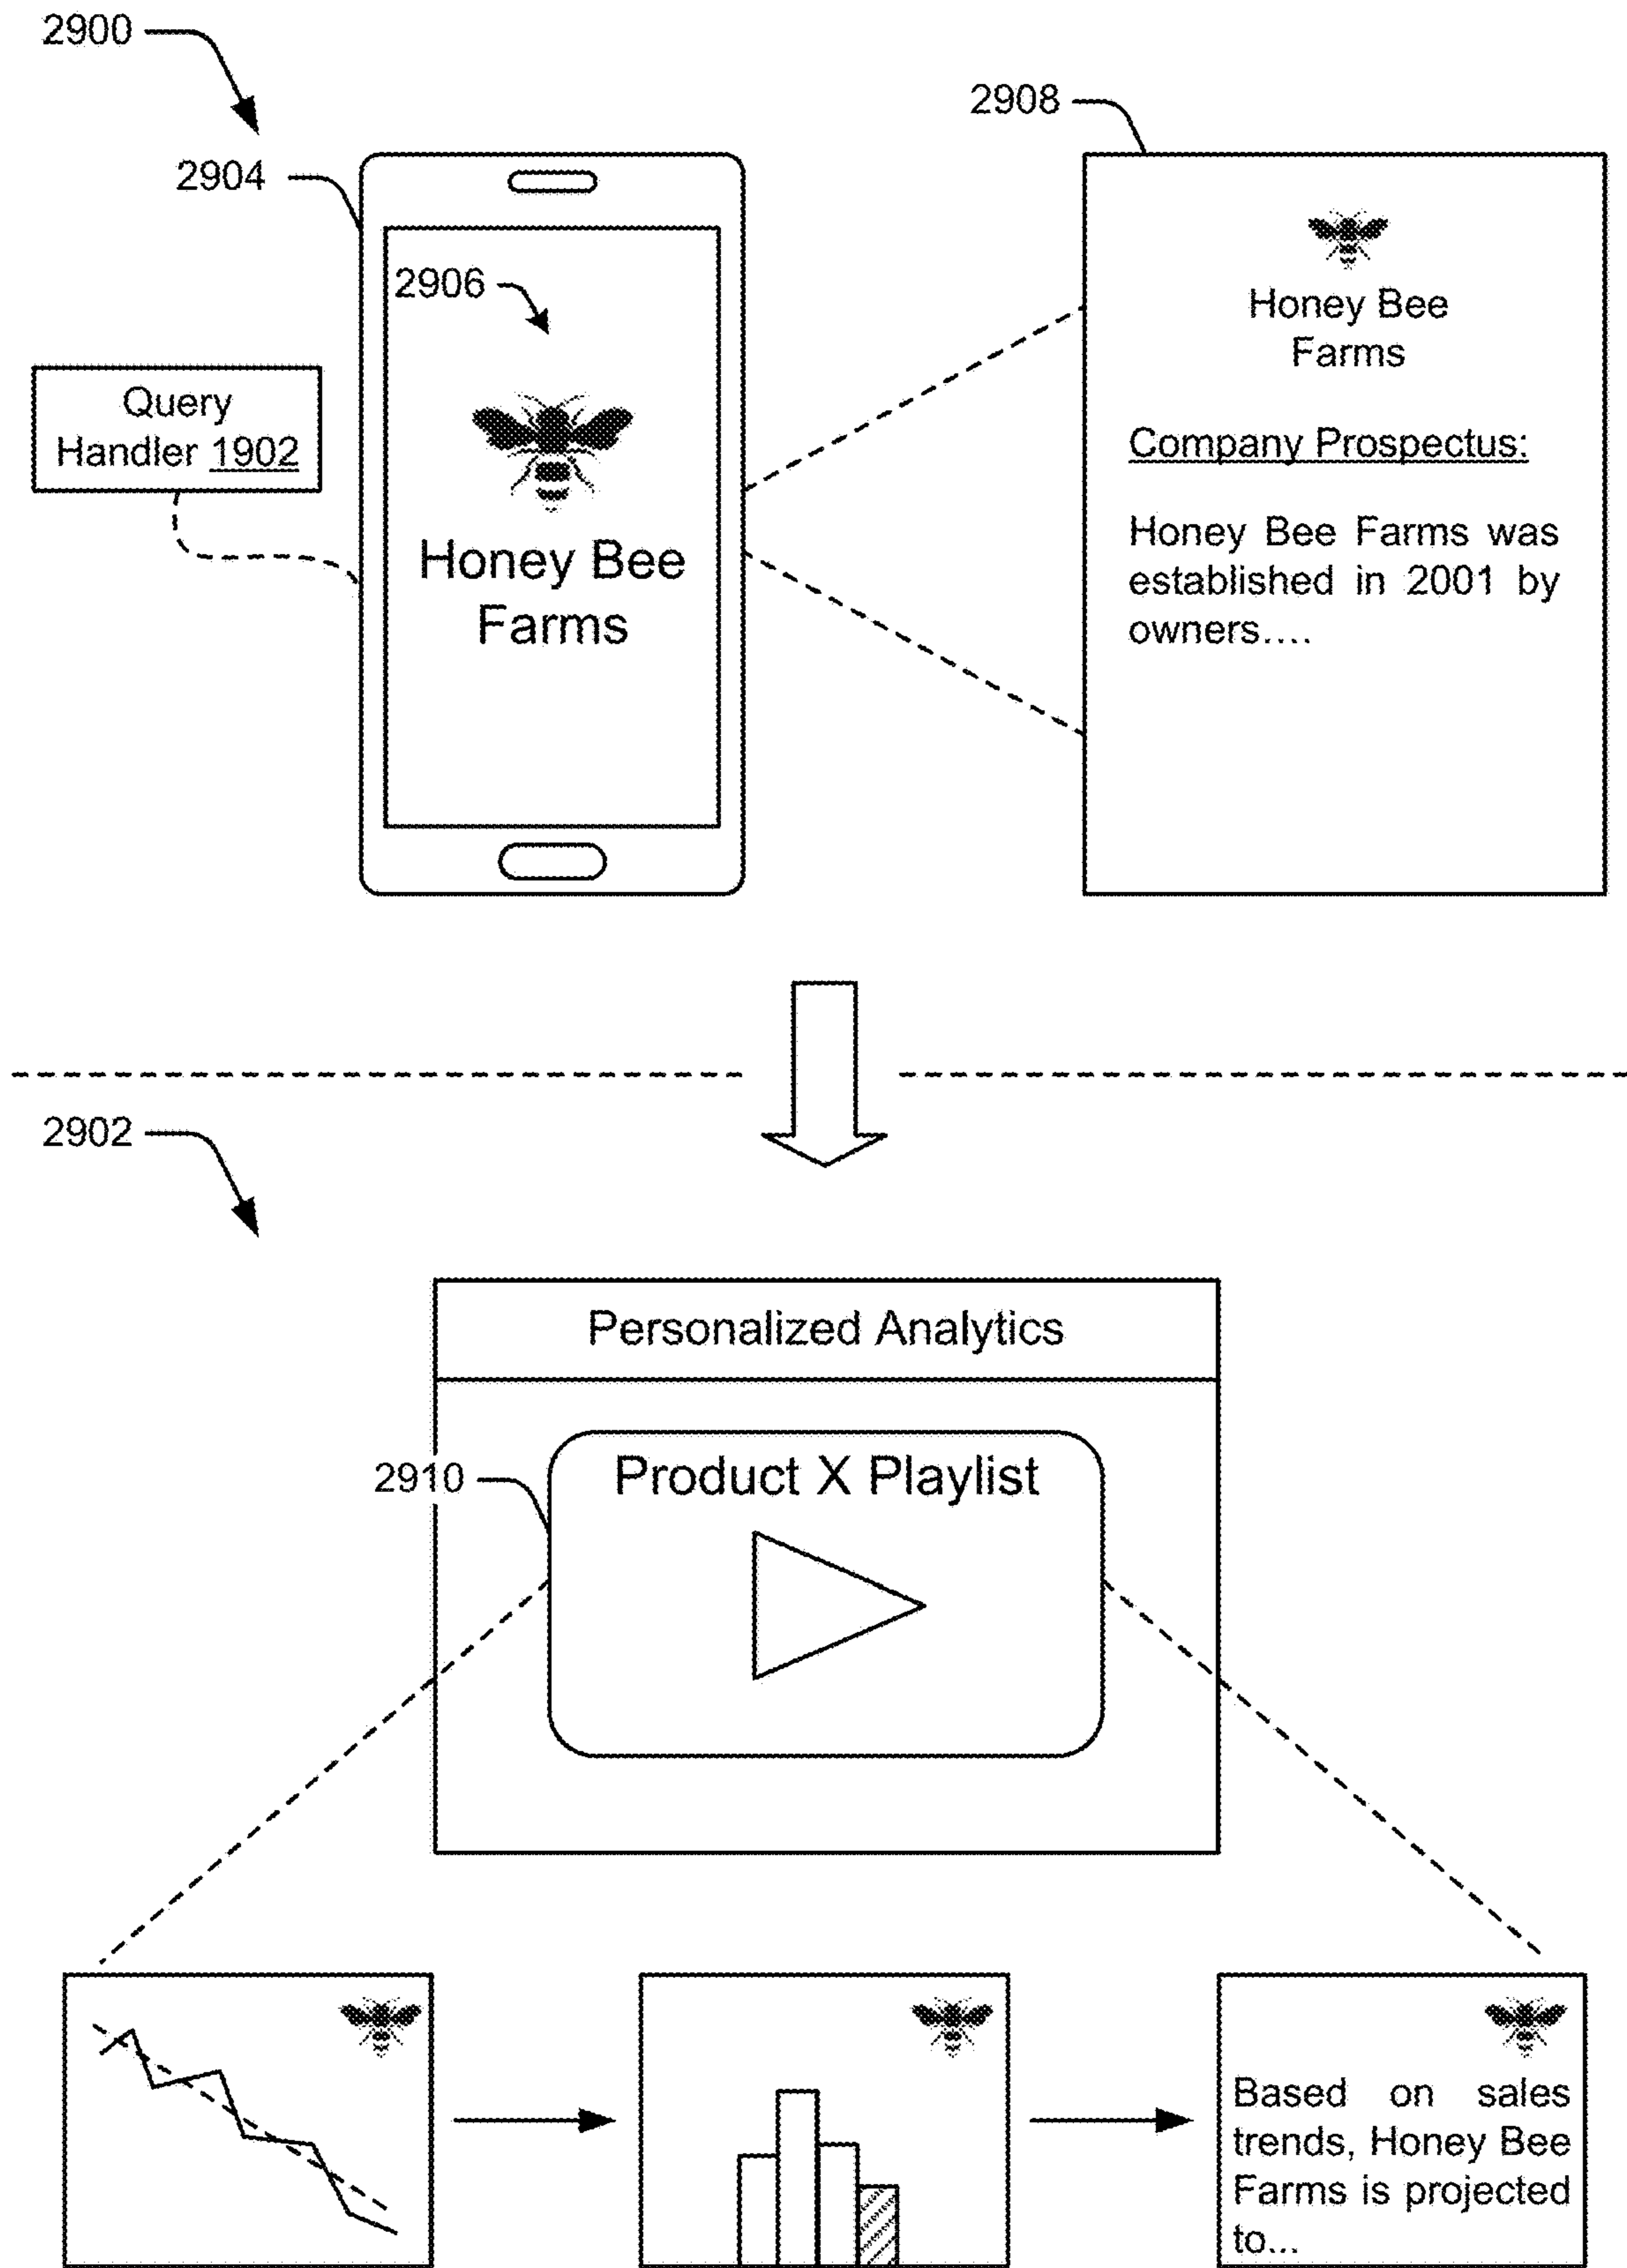 2900
2908
2904
2906
Query
Handler 1902
Honey Bee
Farms
Honey Bee
Farms
Company Prospectus:
Honey Bee Farms was
established in 2001 by
owners....
2902
Personalized Analytics
2910
Product X Playlist
Based on sales
trends, Honey Bee
Farms is projected
to...